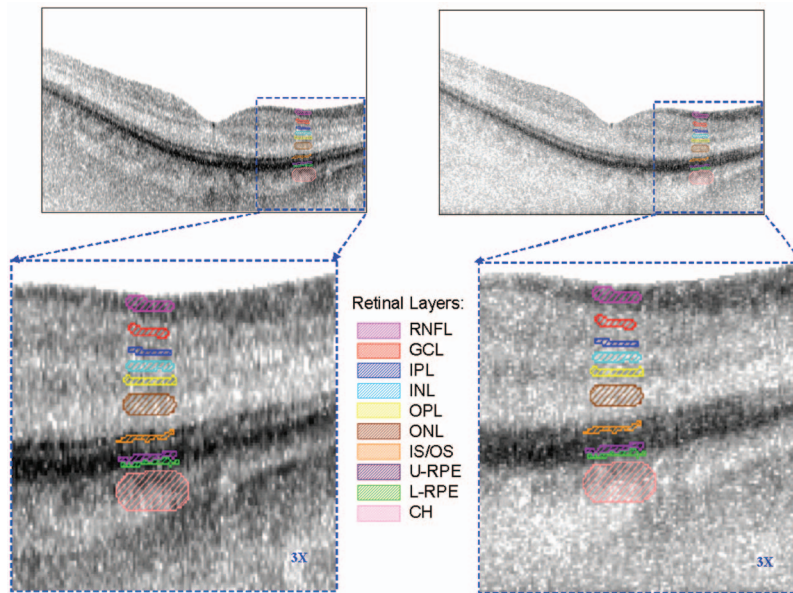 Retinal Layers:
RNFL
GCL
IPL
INL
OPL
ONL
IS/OS
U-RPE
L-RPE
CH
3X
3X